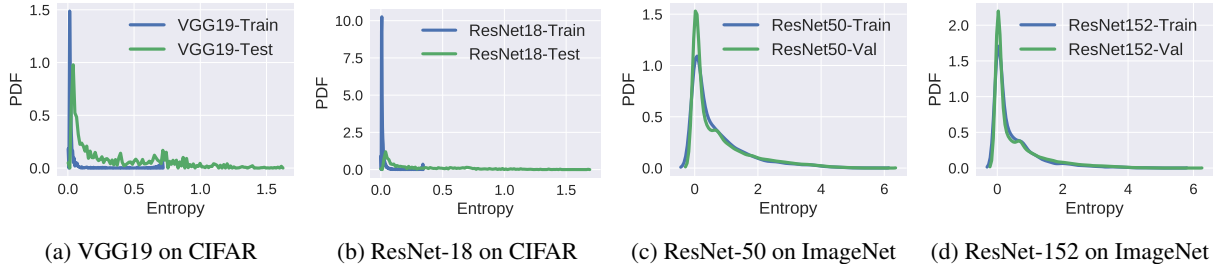 VGG19-Train
VGG19-Test
PDF
1.5
1.0
0.5
0.0
0.0 0.5 1.0 1.5
Entropy
(a) VGG19 on CIFAR
ResNet18-Train
ResNet18-Test
PDF
10.0
7.5
5.0
2.5
0.0
0.0 0.5 1.0 1.5
Entropy
(b) ResNet-18 on CIFAR
ResNet50-Train
ResNet50-Val
PDF
1.5
1.0
0.5
0.0
0 2 4 6
Entropy
(c) ResNet-50 on ImageNet
ResNet152-Train
ResNet152-Val
PDF
2.0
1.5
1.0
0.5
0.0
0 2 4 6
Entropy
(d) ResNet-152 on ImageNet